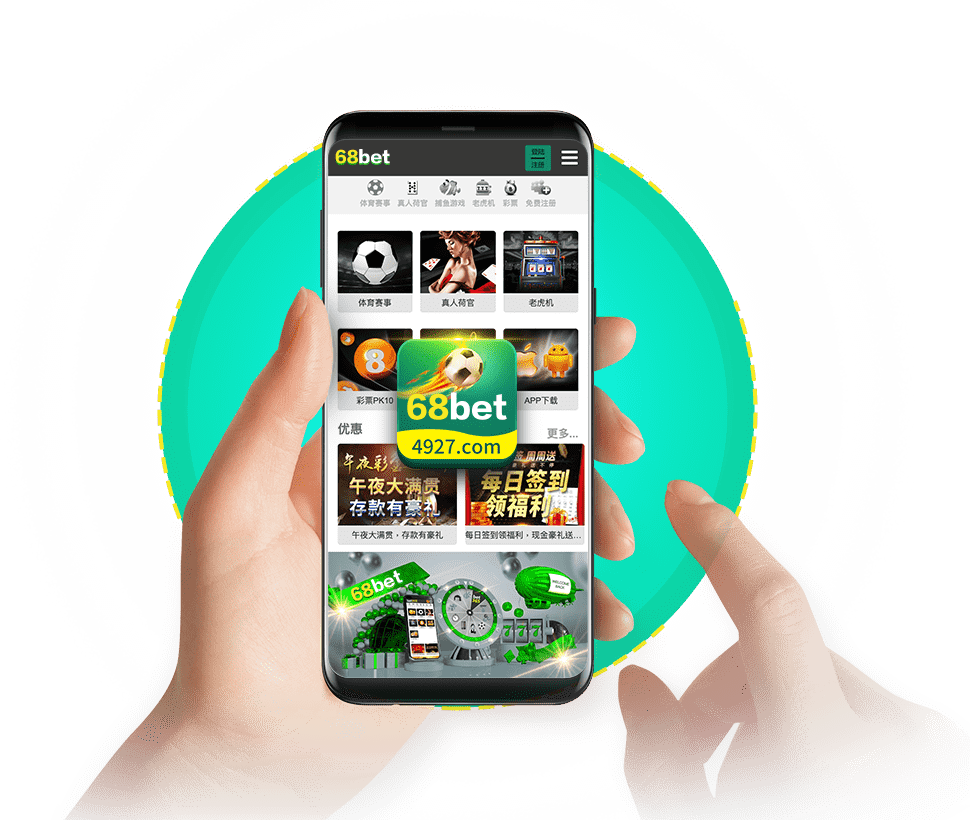 68bet
登陆
注册
体育赛事 真人荷官 捕鱼游戏 老虎机 彩票 免费注册
体育赛事 真人荷官 老虎机
8
彩票PK10 APP下载
68bet
4927.com
优惠 更多...
午夜大满贯
存款有豪礼
每日签到
领福利
午夜大满贯，存款有豪礼 每日签到领福利，现金豪礼送...
68bet
WELCOME
BACK
777